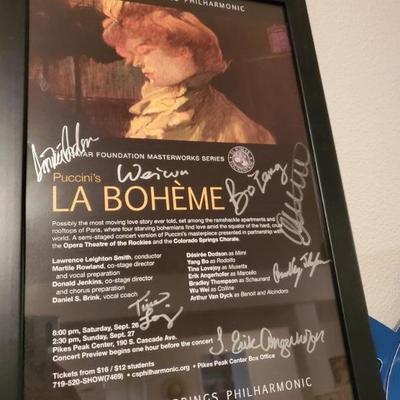 SPRINGS PHILHARMONIC
FOUNDATION MASTERWORKS SERIES
Puccini's
LA BOHÈME
Weiwu
Bo Yang
Possibly the most moving love story ever told, set among the ramshackle apartments and
rooftops of Paris, where four starving bohemians find love amid the squalor of the hard, cruel
world. A semi-staged concert version of Puccini's masterpiece presented in partnership with
the Opera Theatre of the Rockies and the Colorado Springs Chorale.
Lawrence Leighton Smith, conductor
Martile Rowland, co-stage director
and vocal preparation
Donald Jenkins, co-stage director
and chorus preparation
Daniel S. Brink, vocal coach
Désirée Dodson as Mimi
Yang Bo as Rodolfo
Tina Lovejoy as Musetta
Erik Angerhofer as Marcello
Bradley Thompson as Schaunard
Wu Wei as Colline
Arthur Van Dyck as Benoit and Alcindoro
8:00 pm, Saturday, Sept. 26
2:30 pm, Sunday, Sept. 27
Pikes Peak Center, 190 S. Cascade Ave.
Concert Preview begins one hour before the concert
J. Erik Angerhofer
Tickets from $16 / $12 students
719-520-SHOW(7469) • csphilharmonic.org • Pikes Peak Center Box Office
SPRINGS PHILHARMONIC